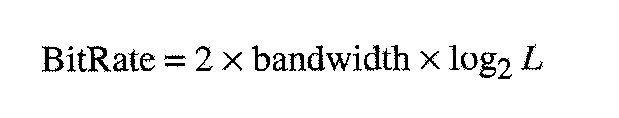 BitRate = 2 × bandwidth × log₂ L